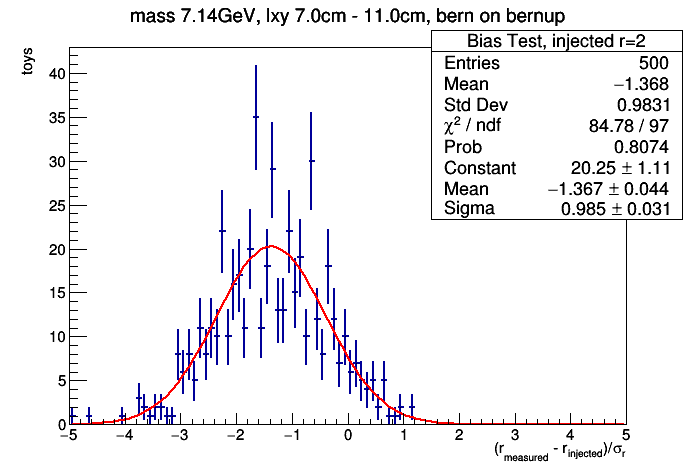 mass 7.14GeV, lxy 7.0cm - 11.0cm, bern on bernup
Bias Test, injected r=2
Entries 500
Mean −1.368
Std Dev 0.9831
χ² / ndf 84.78 / 97
Prob 0.8074
Constant 20.25 ± 1.11
Mean −1.367 ± 0.044
Sigma 0.985 ± 0.031
toys
40
35
30
25
20
15
10
5
0
−5 −4 −3 −2 −1 0 1 2 3 4 5
(r_measured - r_injected)/σ_r